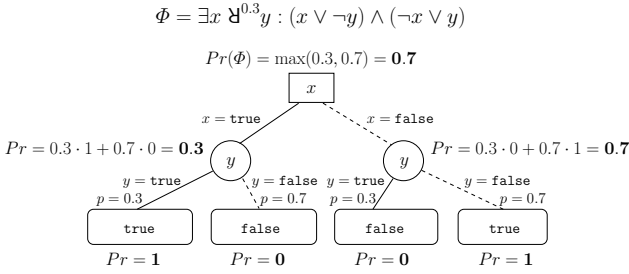 Φ = ∃x ꓤ^0.3 y : (x ∨ ¬y) ∧ (¬x ∨ y)
Pr(Φ) = max(0.3, 0.7) = 0.7
x
x = true
x = false
Pr = 0.3 · 1 + 0.7 · 0 = 0.3
y
y
Pr = 0.3 · 0 + 0.7 · 1 = 0.7
y = true
p = 0.3
y = false
p = 0.7
y = true
p = 0.3
y = false
p = 0.7
true
false
false
true
Pr = 1
Pr = 0
Pr = 0
Pr = 1